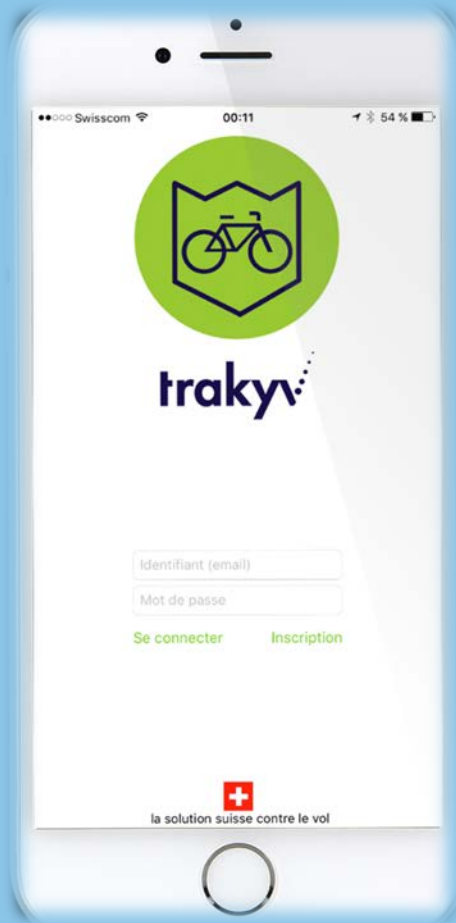 Swisscom 00:11 54 %
trakyv
Identifiant (email)
Mot de passe
Se connecter Inscription
la solution suisse contre le vol